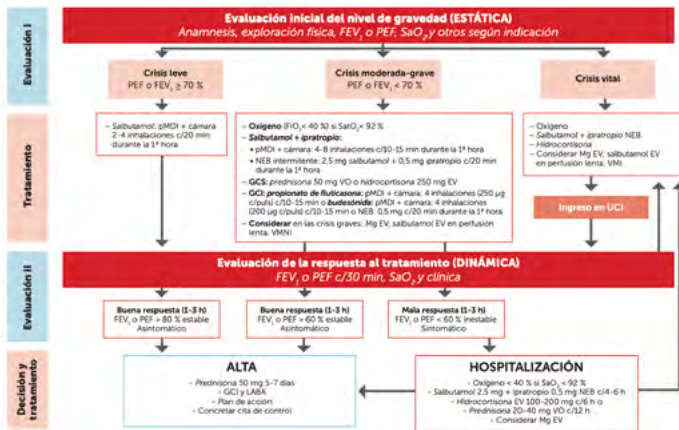 Evaluación I
Evaluación inicial del nivel de gravedad (ESTÁTICA)
Anamnesis, exploración física, FEV₁ o PEF, SaO₂ y otros según indicación
Crisis leve
PEF o FEV₁ ≥ 70 %
Crisis moderada-grave
PEF o FEV₁ < 70 %
Crisis vital
Tratamiento
– Salbutamol: pMDI + cámara
2-4 inhalaciones c/20 min
durante la 1ª hora
– Oxígeno (FiO₂< 40 %) si SatO₂< 92 %
– Salbutamol + ipratropio:
• pMDI + cámara: 4-8 inhalaciones c/10-15 min durante la 1ª hora
• NEB intermitente: 2,5 mg salbutamol + 0,5 mg ipratropio c/20 min
durante la 1ª hora
– GCS: prednisona 50 mg VO o hidrocortisona 250 mg EV
– GCI: propionato de fluticasona: pMDI + cámara: 4 inhalaciones (250 µg
c/puls) c/10-15 min o budesónida: pMDI + cámara: 4 inhalaciones
(200 µg c/puls) c/10-15 min o NEB: 0,5 mg c/20 min durante la 1ª hora
– Considerar en las crisis graves: Mg EV, salbutamol EV en perfusión
lenta, VMNI
– Oxígeno
– Salbutamol + ipratropio NEB
– Hidrocortisona
– Considerar Mg EV, salbutamol EV
en perfusión lenta; VMI
Ingreso en UCI
Evaluación II
Evaluación de la respuesta al tratamiento (DINÁMICA)
FEV₁ o PEF c/30 min, SaO₂ y clínica
Buena respuesta (1-3 h)
FEV₁ o PEF > 80 % estable
Asintomático
Buena respuesta (1-3 h)
FEV₁ o PEF > 60 % estable
Asintomático
Mala respuesta (1-3 h)
FEV₁ o PEF < 60 % inestable
Sintomático
Decisión y
tratamiento
ALTA
- Prednisona 50 mg 5-7 días
- GCI y LABA
- Plan de acción
- Concretar cita de control
HOSPITALIZACIÓN
- Oxígeno < 40 % si SaO₂ < 92 %
- Salbutamol 2,5 mg + ipratropio 0,5 mg NEB c/4-6 h
- Hidrocortisona EV 100-200 mg c/6 h o
- Prednisona 20-40 mg VO c/12 h
- Considerar Mg EV